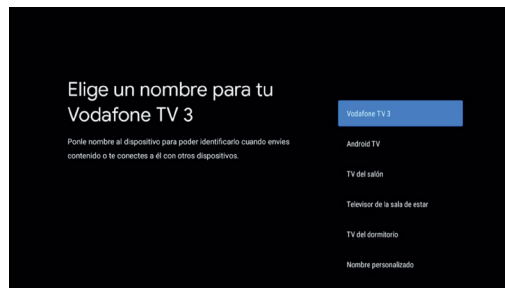 Elige un nombre para tu
Vodafone TV 3
Ponle nombre al dispositivo para poder identificarlo cuando envíes
contenido o te conectes a él con otros dispositivos.
Vodafone TV 3
Android TV
TV del salón
Televisor de la sala de estar
TV del dormitorio
Nombre personalizado